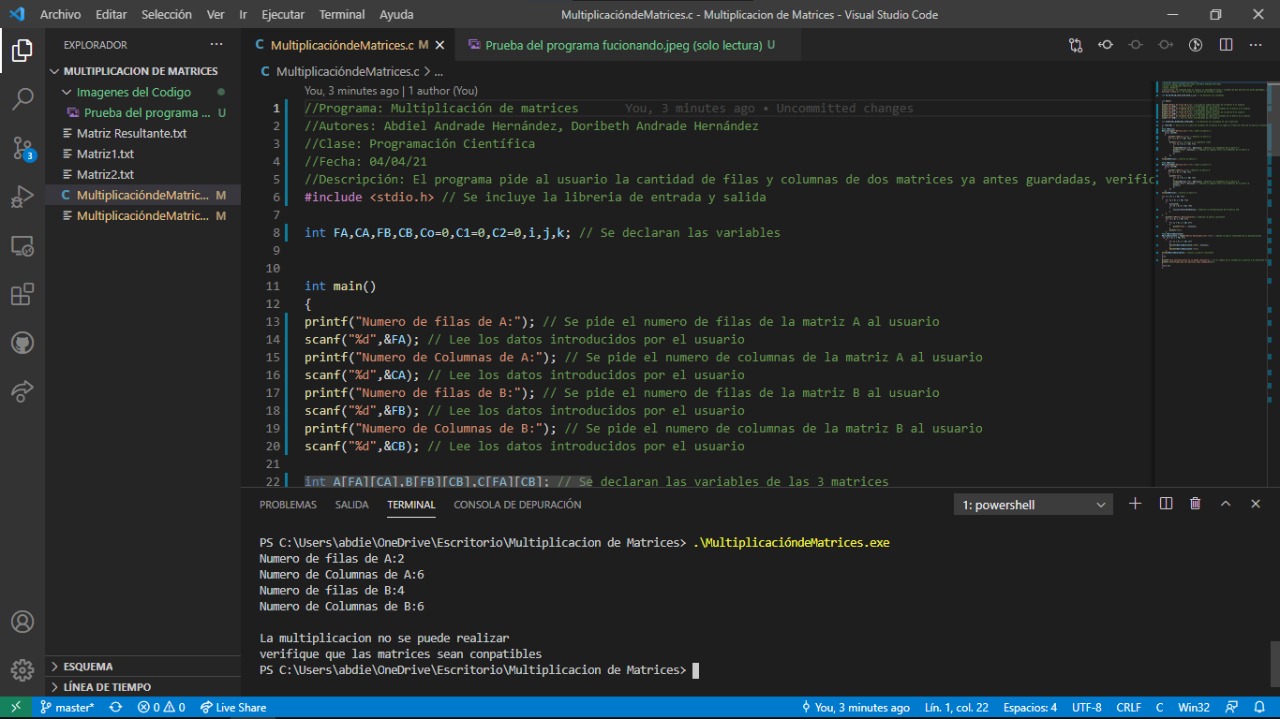 Archivo Editar Selección Ver Ir Ejecutar Terminal Ayuda
MultiplicacióndeMatrices.c - Multiplicacion de Matrices - Visual Studio Code
EXPLORADOR
MULTIPLICACION DE MATRICES
Imagenes del Codigo
Prueba del programa ... U
Matriz Resultante.txt
Matriz1.txt
Matriz2.txt
C MultiplicacióndeMatric... M
MultiplicacióndeMatric... M
3
ESQUEMA
LÍNEA DE TIEMPO
C MultiplicacióndeMatrices.c M
Prueba del programa fucionando.jpeg (solo lectura) U
C MultiplicacióndeMatrices.c > ...
You, 3 minutes ago | 1 author (You)
1 //Programa: Multiplicación de matrices You, 3 minutes ago • Uncommitted changes
2 //Autores: Abdiel Andrade Hernández, Doribeth Andrade Hernández
3 //Clase: Programación Científica
4 //Fecha: 04/04/21
5 //Descripción: El programa pide al usuario la cantidad de filas y columnas de dos matrices ya antes guardadas, verific
6 #include <stdio.h> // Se incluye la libreria de entrada y salida
7
8 int FA,CA,FB,CB,Co=0,C1=0,C2=0,i,j,k; // Se declaran las variables
9
10
11 int main()
12 {
13 printf("Numero de filas de A:"); // Se pide el numero de filas de la matriz A al usuario
14 scanf("%d",&FA); // Lee los datos introducidos por el usuario
15 printf("Numero de Columnas de A:"); // Se pide el numero de columnas de la matriz A al usuario
16 scanf("%d",&CA); // Lee los datos introducidos por el usuario
17 printf("Numero de filas de B:"); // Se pide el numero de filas de la matriz B al usuario
18 scanf("%d",&FB); // Lee los datos introducidos por el usuario
19 printf("Numero de Columnas de B:"); // Se pide el numero de columnas de la matriz B al usuario
20 scanf("%d",&CB); // Lee los datos introducidos por el usuario
21
22 int A[FA][CA],B[FB][CB],C[FA][CB]; // Se declaran las variables de las 3 matrices
PROBLEMAS SALIDA TERMINAL CONSOLA DE DEPURACIÓN
1: powershell
PS C:\Users\abdie\OneDrive\Escritorio\Multiplicacion de Matrices> .\MultiplicacióndeMatrices.exe
Numero de filas de A:2
Numero de Columnas de A:6
Numero de filas de B:4
Numero de Columnas de B:6
La multiplicacion no se puede realizar
verifique que las matrices sean conpatibles
PS C:\Users\abdie\OneDrive\Escritorio\Multiplicacion de Matrices>
master* 0 0 Live Share
You, 3 minutes ago Lín. 1, col. 22 Espacios: 4 UTF-8 CRLF C Win32